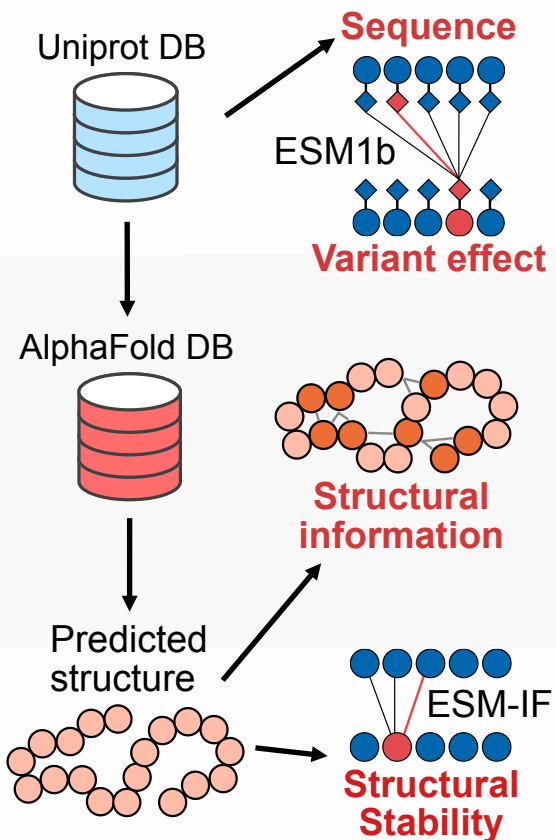 Uniprot DB
Sequence
ESM1b
Variant effect
AlphaFold DB
Structural
information
Predicted
structure
ESM-IF
Structural
Stability